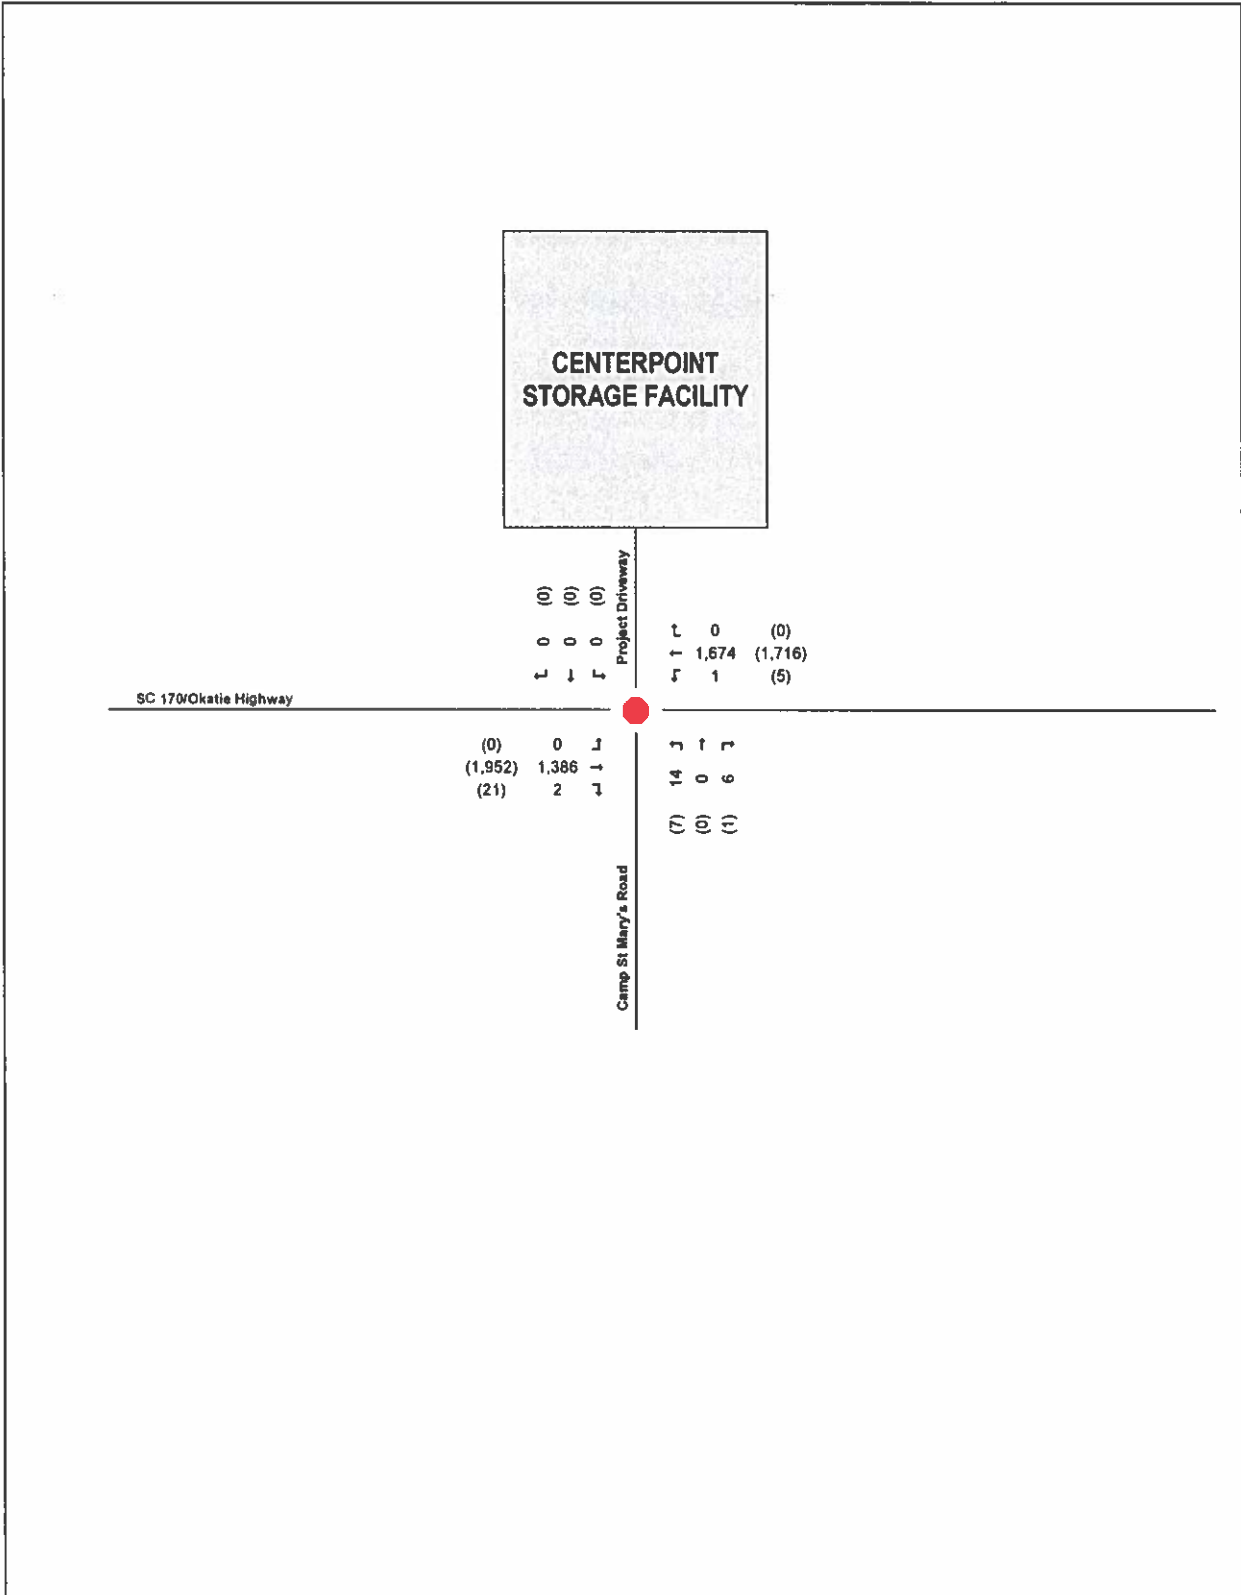 CENTERPOINT
STORAGE FACILITY
Project Driveway
(0) (0) (0)
0 0 0
0 (0)
1,674 (1,716)
1 (5)
SC 170/Okatie Highway
(0) 0
(1,952) 1,386
(21) 2
14 0 6
(7) (0) (1)
Camp St Mary's Road